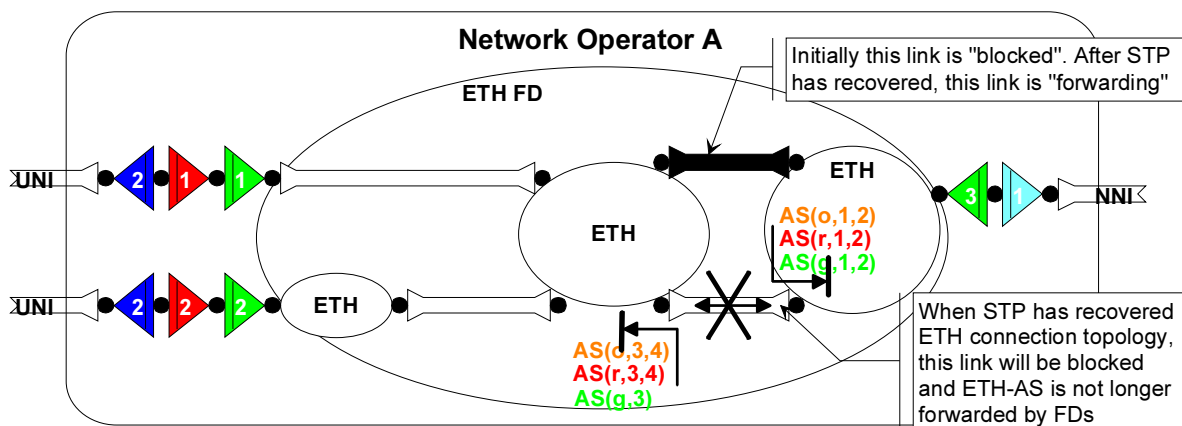 Network Operator A
Initially this link is "blocked". After STP
has recovered, this link is "forwarding"
ETH FD
ETH
UNI
2
1
1
3
1
NNI
ETH
AS(o,1,2)
AS(r,1,2)
AS(g,1,2)
UNI
2
2
2
ETH
AS(o,3,4)
AS(r,3,4)
AS(g,3)
When STP has recovered
ETH connection topology,
this link will be blocked
and ETH-AS is not longer
forwarded by FDs